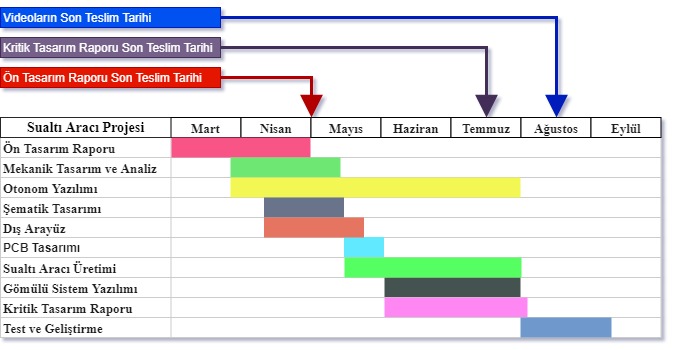 Videoların Son Teslim Tarihi
Kritik Tasarım Raporu Son Teslim Tarihi
Ön Tasarım Raporu Son Teslim Tarihi
Sualtı Aracı Projesi Mart Nisan Mayıs Haziran Temmuz Ağustos Eylül
Ön Tasarım Raporu
Mekanik Tasarım ve Analiz
Otonom Yazılımı
Şematik Tasarımı
Dış Arayüz
PCB Tasarımı
Sualtı Aracı Üretimi
Gömülü Sistem Yazılımı
Kritik Tasarım Raporu
Test ve Geliştirme